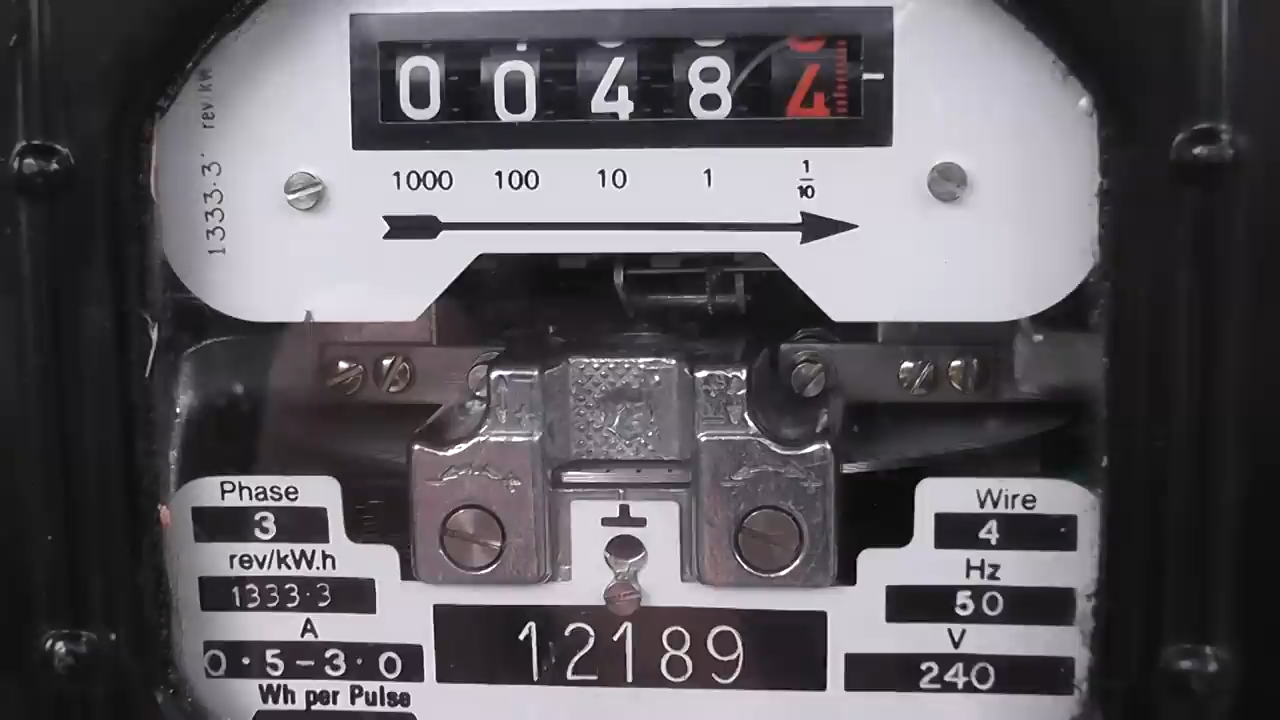 0 0 4 8 4
1000 100 10 1 1/10
1333·3 rev/kW
Phase
3
rev/kW.h
1333·3
A
0·5-3·0
Wh per Pulse
12189
Wire
4
Hz
50
V
240